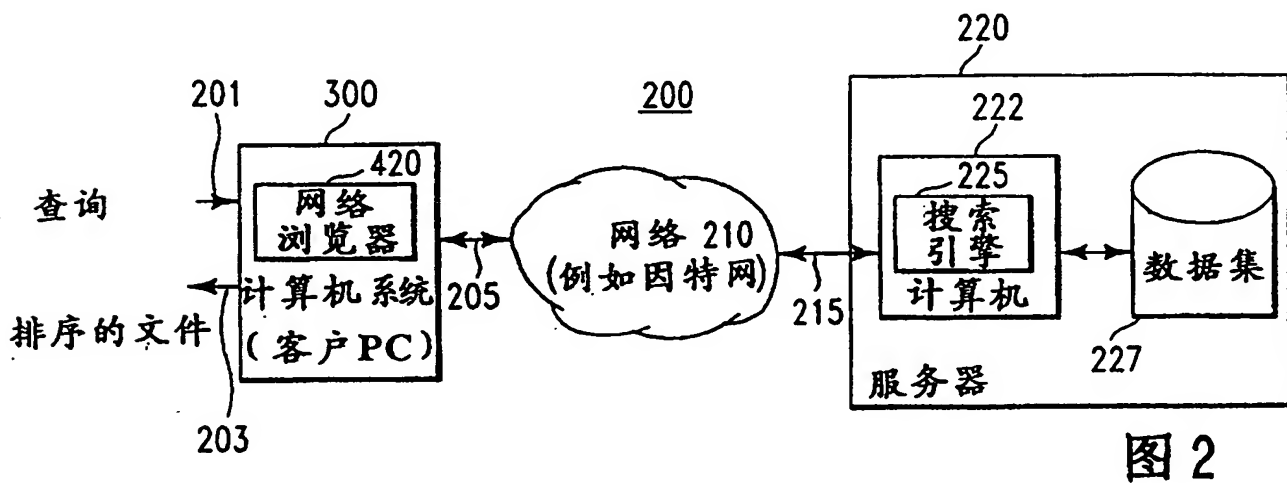 220
201
300
200
222
420
225
查询
网络
浏览器
网络 210
(例如因特网)
搜索
引擎
数据集
计算机系统
205
计算机
排序的文件
(客户PC)
215
227
服务器
203
图 2